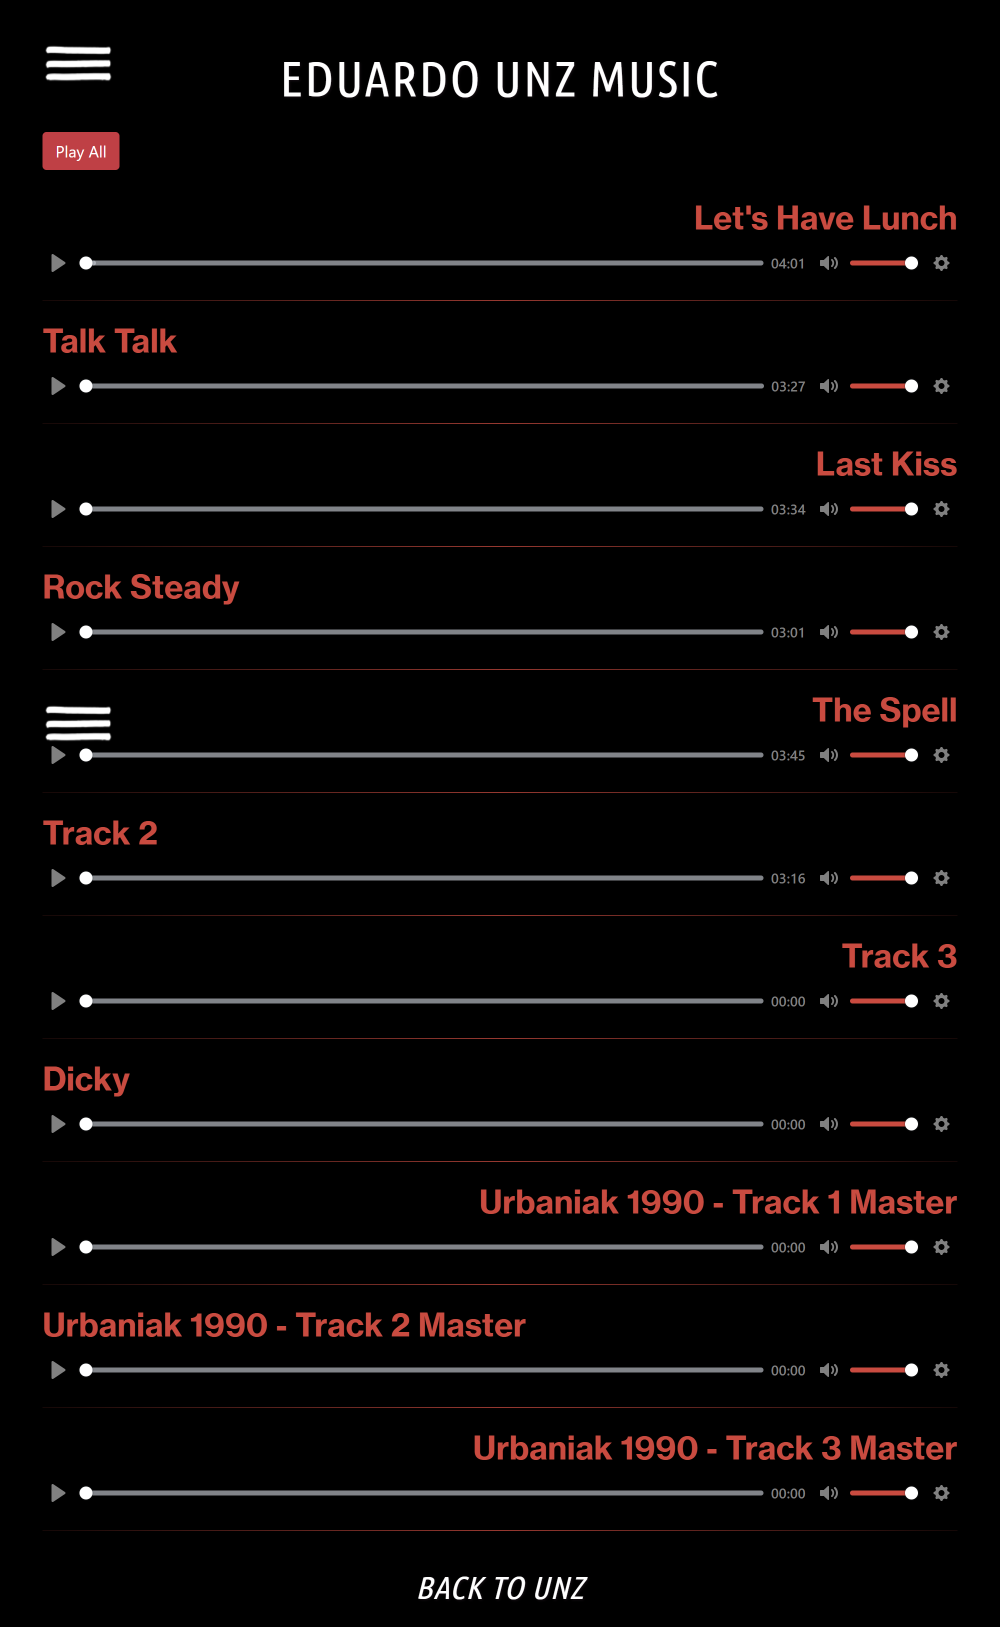 EDUARDO UNZ MUSIC
Play All
Let's Have Lunch
04:01
Talk Talk
03:27
Last Kiss
03:34
Rock Steady
03:01
The Spell
03:45
Track 2
03:16
Track 3
00:00
Dicky
00:00
Urbaniak 1990 - Track 1 Master
00:00
Urbaniak 1990 - Track 2 Master
00:00
Urbaniak 1990 - Track 3 Master
00:00
BACK TO UNZ